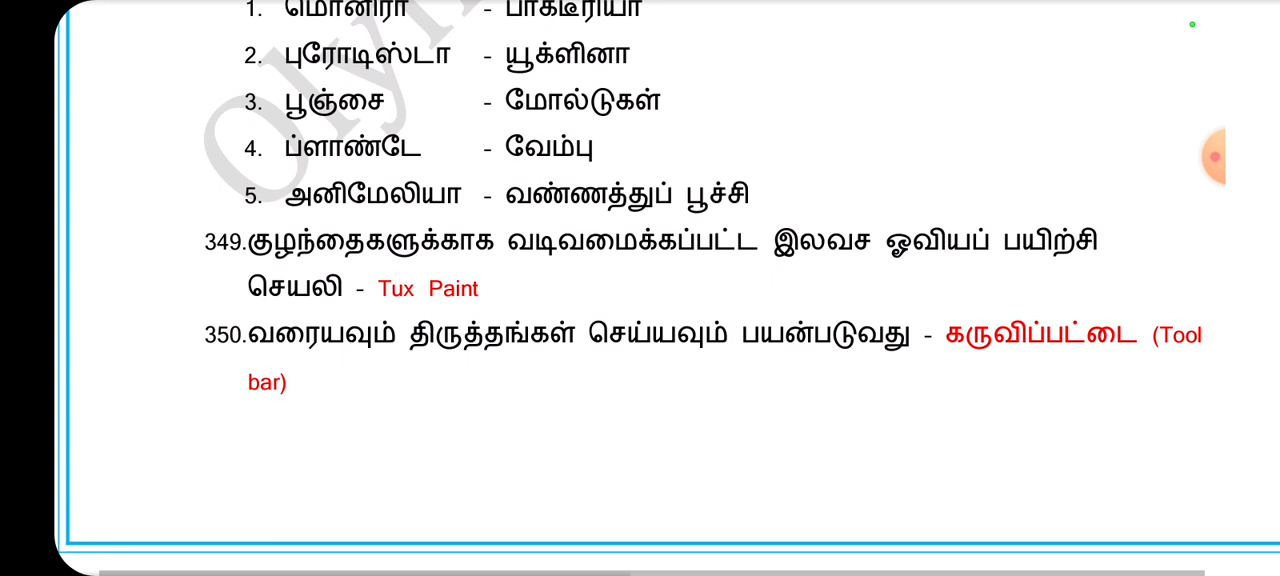 1. மொனிரா - பாக்டீரியா
2. புரோடிஸ்டா - யூக்ளினா
3. பூஞ்சை - மோல்டுகள்
4. ப்ளாண்டே - வேம்பு
5. அனிமேலியா - வண்ணத்துப் பூச்சி
349.குழந்தைகளுக்காக வடிவமைக்கப்பட்ட இலவச ஓவியப் பயிற்சி
செயலி - Tux Paint
350.வரையவும் திருத்தங்கள் செய்யவும் பயன்படுவது - கருவிப்பட்டை (Tool
bar)